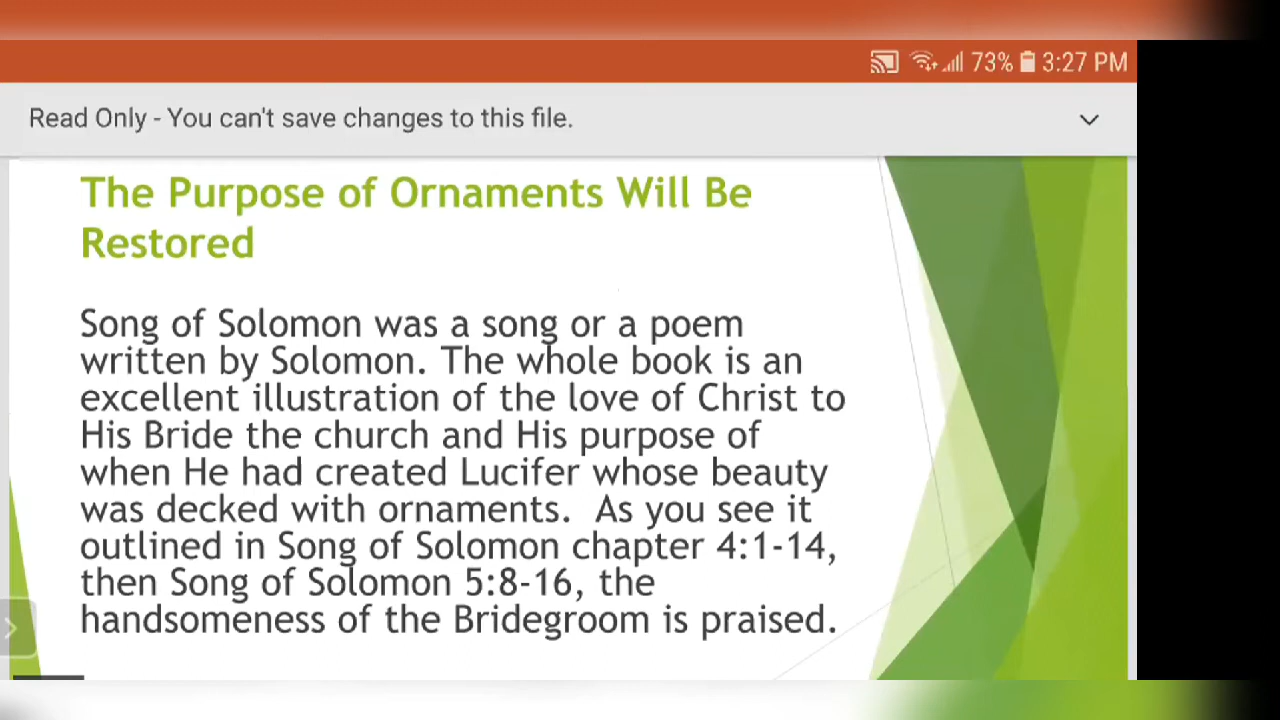 73% 3:27 PM
Read Only - You can't save changes to this file.
The Purpose of Ornaments Will Be
Restored
Song of Solomon was a song or a poem
written by Solomon. The whole book is an
excellent illustration of the love of Christ to
His Bride the church and His purpose of
when He had created Lucifer whose beauty
was decked with ornaments.  As you see it
outlined in Song of Solomon chapter 4:1-14,
then Song of Solomon 5:8-16, the
handsomeness of the Bridegroom is praised.